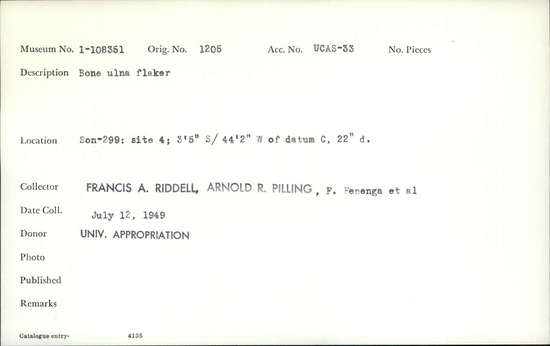 Museum No. 1-108351 Orig. No. 1205 Acc. No. UCAS-33 No. Pieces
Description Bone ulna flaker
Location Son-299: site 4; 3'5" S/ 44'2" W of datum C, 22" d.
Collector FRANCIS A. RIDDELL, ARNOLD R. PILLING, F. Fenenga et al
Date Coll. July 12, 1949
Donor UNIV. APPROPRIATION
Photo
Published
Remarks
Catalogue entry- 4135